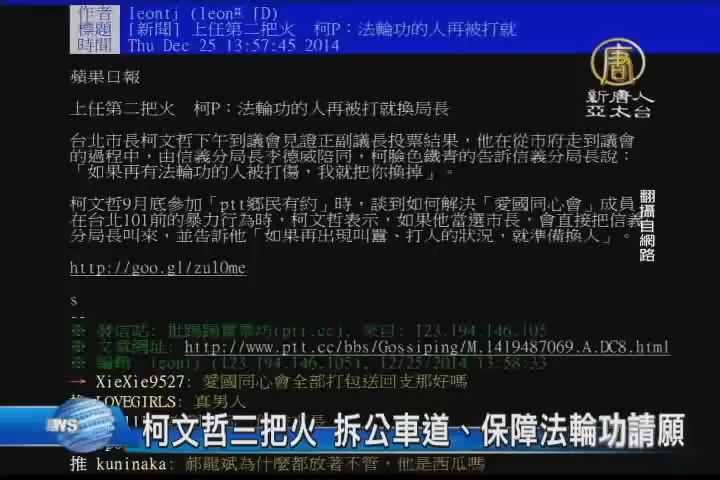 作者 leontj (leon
標題 [新聞] 上任第二把火 柯P：法輪功的人再被打就
時間 Thu Dec 25 13:57:45 2014
新唐人
亞太台
蘋果日報
上任第二把火 柯P：法輪功的人再被打就換局長
台北市長柯文哲下午到議會見證正副議長投票結果，他在從市府走到議會
的過程中，由信義分局長李德威陪同，柯臉色鐵青的告訴信義分局長說：
「如果再有法輪功的人被打傷，我就把你換掉」。
柯文哲9月底參加「ptt鄉民有約」時，談到如何解決「愛國同心會」成員
在台北101前的暴力行為時，柯文哲表示，如果他當選市長，會直接把信義
分局長叫來，並告訴他「如果再出現叫囂、打人的狀況，就準備換人」。
翻攝自網路
http://goo.gl/zul0me
s
--
※ 發信站: 批踢踢實業坊(ptt.cc), 來自: 123.194.146.105
※ 文章網址: http://www.ptt.cc/bbs/Gossiping/M.1419487069.A.DC8.html
※ 編輯: leontj (123.194.146.105), 12/25/2014 13:58:33
→ XieXie9527: 愛國同心會全部打包送回支那好嗎
推 LOVEGIRLS: 真男人
柯文哲三把火 拆公車道、保障法輪功請願
推 kuninaka: 郝龍斌為什麼都放著不管，他是西瓜嗎